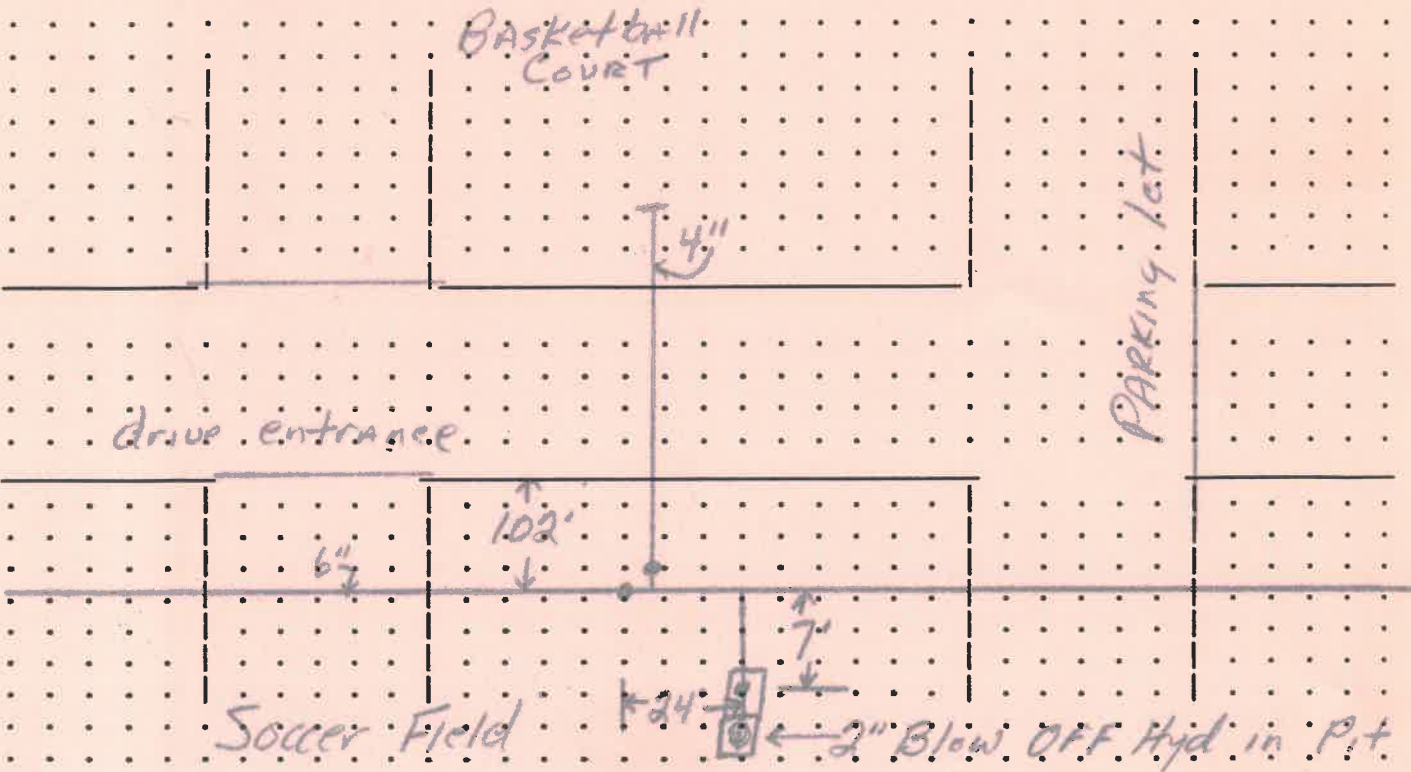 BASKetbAll
COURT
4"
PARKing lot
drive entrance
102'
6"
7'
24'
Soccer Field
2" Blow OFF Hyd in Pit